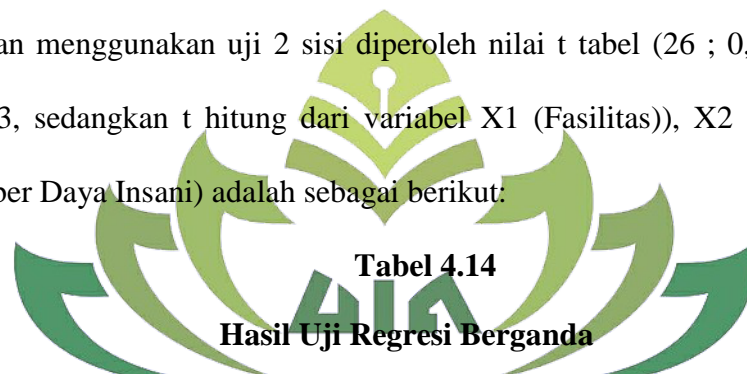 an menggunakan uji 2 sisi diperoleh nilai t tabel (26 ; 0,
3, sedangkan t hitung dari variabel X1 (Fasilitas)), X2
per Daya Insani) adalah sebagai berikut:
Tabel 4.14
Hasil Uji Regresi Berganda